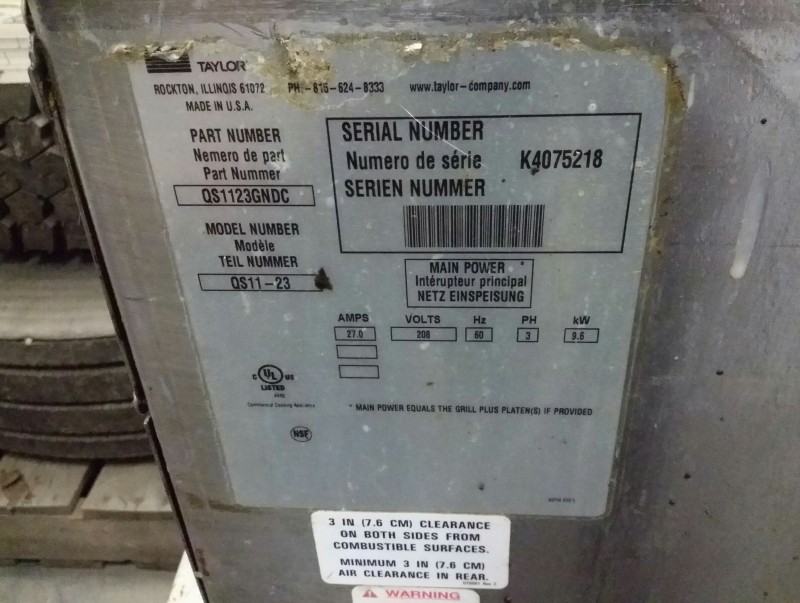 TAYLOR
ROCKTON, ILLINOIS 61072 PH.-815-624-8333 www.taylor-company.com
MADE IN U.S.A.
PART NUMBER
Nemero de part
Part Nummer
QS1123GNDC
MODEL NUMBER
Modèle
TEIL NUMMER
QS11-23
SERIAL NUMBER
Numero de série K4075218
SERIEN NUMMER
MAIN POWER *
Intérupteur principal
NETZ EINSPEISUNG
AMPS VOLTS Hz PH kW
27.0 208 60 3 9.6
C UL US
LISTED
Commercial Cooking Appliance
* MAIN POWER EQUALS THE GRILL PLUS PLATEN(S) IF PROVIDED
NSF
3 IN (7.6 CM) CLEARANCE
ON BOTH SIDES FROM
COMBUSTIBLE SURFACES.
MINIMUM 3 IN (7.6 CM)
AIR CLEARANCE IN REAR.
WARNING